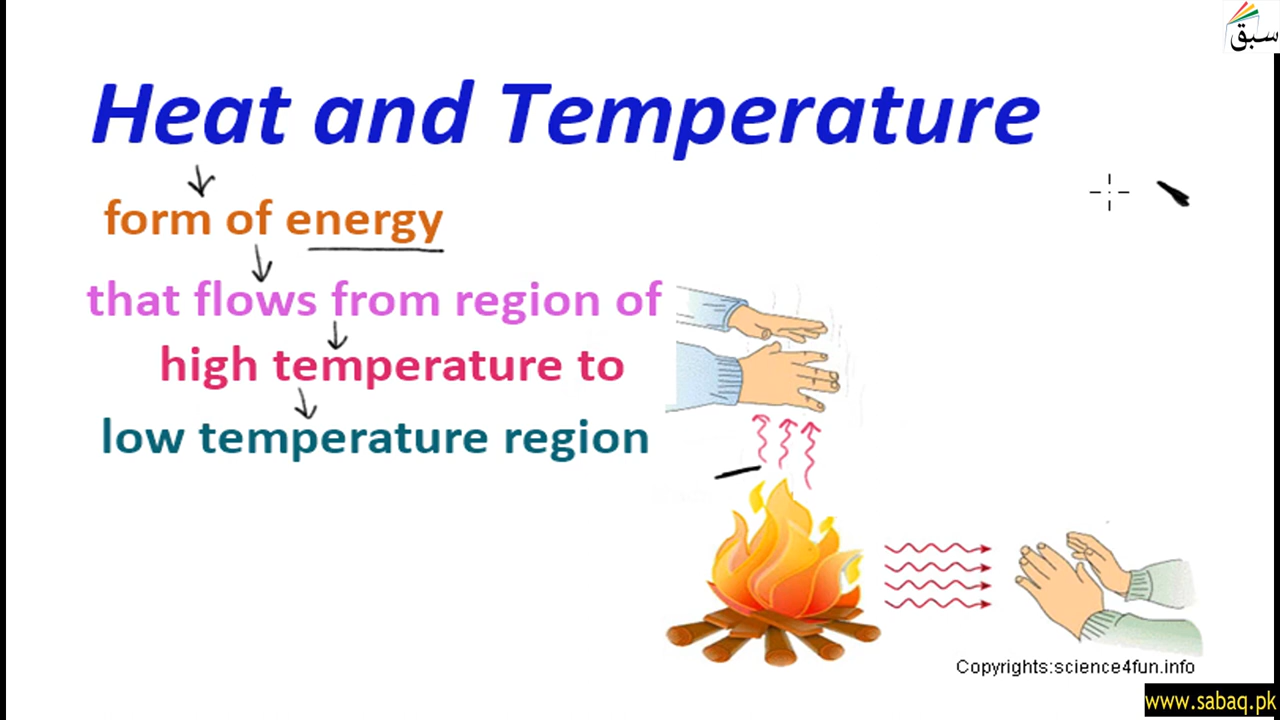 سبق
Heat and Temperature
form of energy
that flows from region of
high temperature to
low temperature region
Copyrights:science4fun.info
www.sabaq.pk